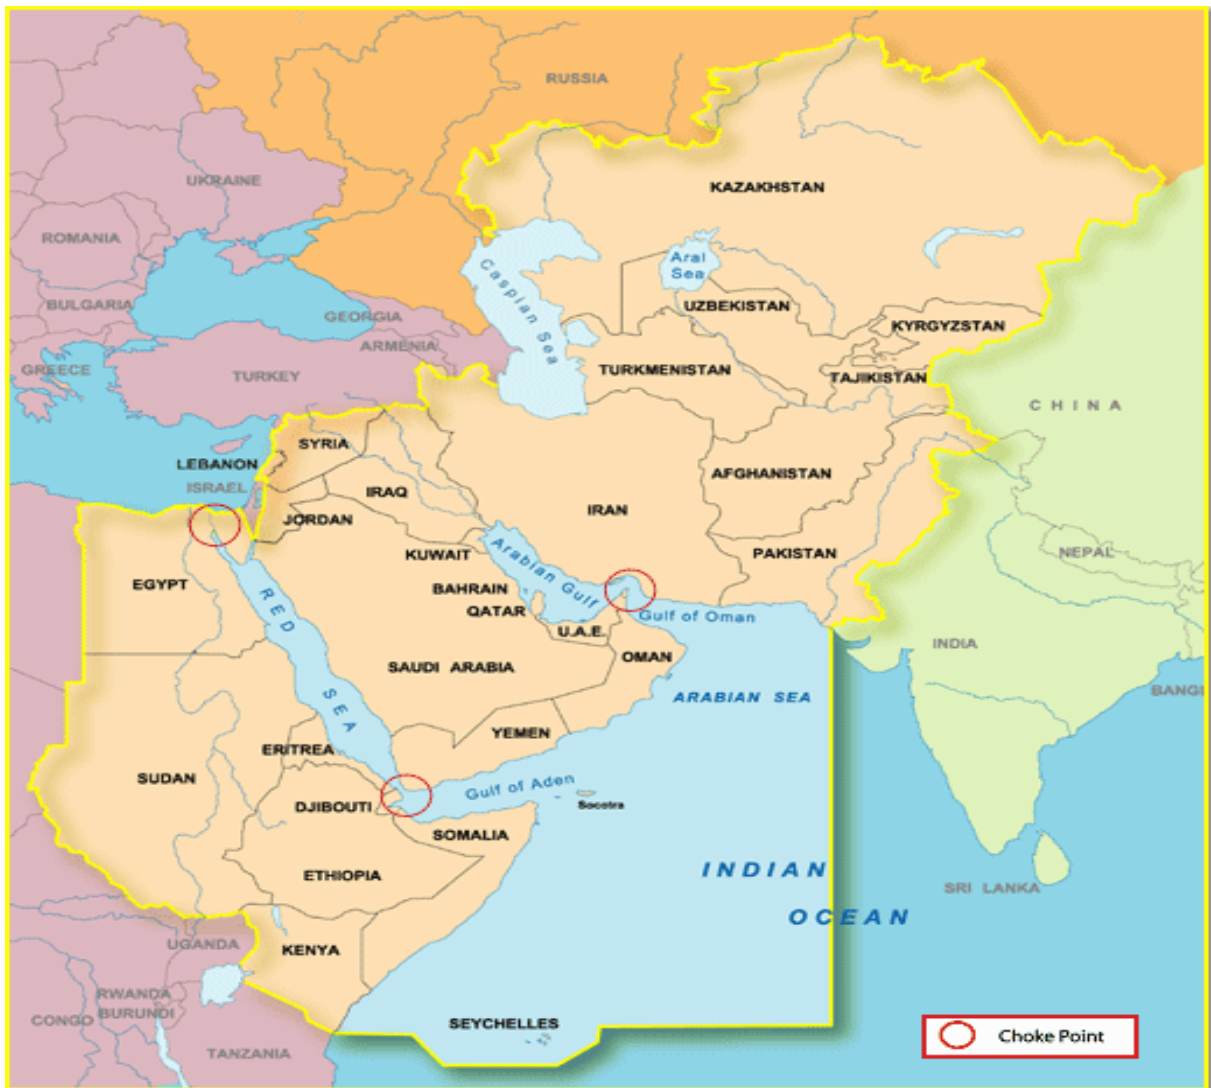 RUSSIA
UKRAINE
KAZAKHSTAN
ROMANIA
Caspian Sea
Aral
Sea
BULGARIA
UZBEKISTAN
GEORGIA
KYRGYZSTAN
ARMENIA
GREECE
TURKEY
TURKMENISTAN
TAJIKISTAN
CHINA
SYRIA
LEBANON
AFGHANISTAN
ISRAEL
IRAQ
IRAN
JORDAN
KUWAIT
PAKISTAN
NEPAL
EGYPT
Arabian Gulf
BAHRAIN
QATAR
Gulf of Oman
RED
SEA
U.A.E.
INDIA
OMAN
SAUDI ARABIA
ARABIAN SEA
BANGL
YEMEN
ERITREA
SUDAN
Gulf of Aden
DJIBOUTI
Socotra
SOMALIA
INDIAN
OCEAN
ETHIOPIA
SRI LANKA
UGANDA
KENYA
RWANDA
BURUNDI
CONGO
SEYCHELLES
TANZANIA
Choke Point